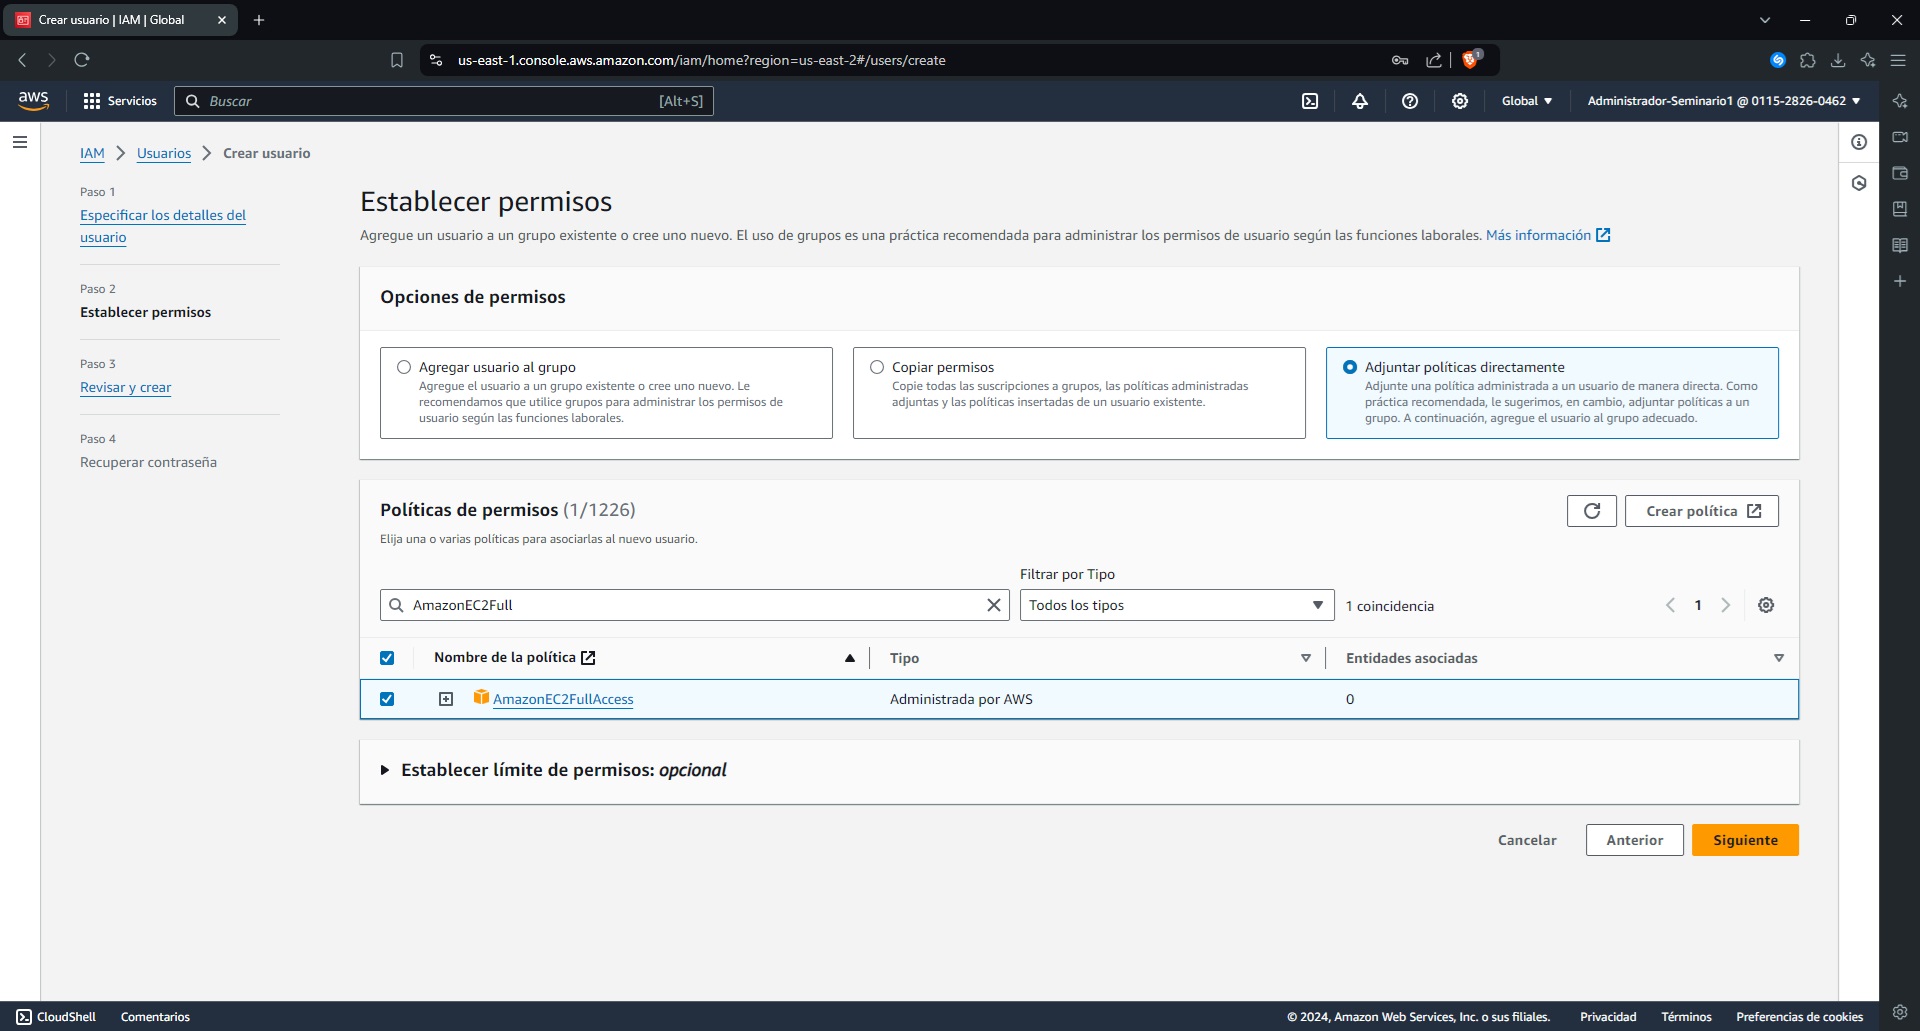 Crear usuario | IAM | Global
us-east-1.console.aws.amazon.com/iam/home?region=us-east-2#/users/create
1
aws
Servicios
Buscar
[Alt+S]
Global
Administrador-Seminario1 @ 0115-2826-0462
IAM
Usuarios
Crear usuario
Paso 1
Especificar los detalles del
usuario
Paso 2
Establecer permisos
Paso 3
Revisar y crear
Paso 4
Recuperar contraseña
Establecer permisos
Agregue un usuario a un grupo existente o cree uno nuevo. El uso de grupos es una práctica recomendada para administrar los permisos de usuario según las funciones laborales. Más información
Opciones de permisos
Agregar usuario al grupo
Agregue el usuario a un grupo existente o cree uno nuevo. Le
recomendamos que utilice grupos para administrar los permisos de
usuario según las funciones laborales.
Copiar permisos
Copie todas las suscripciones a grupos, las políticas administradas
adjuntas y las políticas insertadas de un usuario existente.
Adjuntar políticas directamente
Adjunte una política administrada a un usuario de manera directa. Como
práctica recomendada, le sugerimos, en cambio, adjuntar políticas a un
grupo. A continuación, agregue el usuario al grupo adecuado.
Políticas de permisos (1/1226)
Elija una o varias políticas para asociarlas al nuevo usuario.
Crear política
Filtrar por Tipo
AmazonEC2Full
Todos los tipos
1 coincidencia
1
Nombre de la política
Tipo
Entidades asociadas
AmazonEC2FullAccess
Administrada por AWS
0
Establecer límite de permisos: opcional
Cancelar
Anterior
Siguiente
CloudShell
Comentarios
© 2024, Amazon Web Services, Inc. o sus filiales.
Privacidad
Términos
Preferencias de cookies